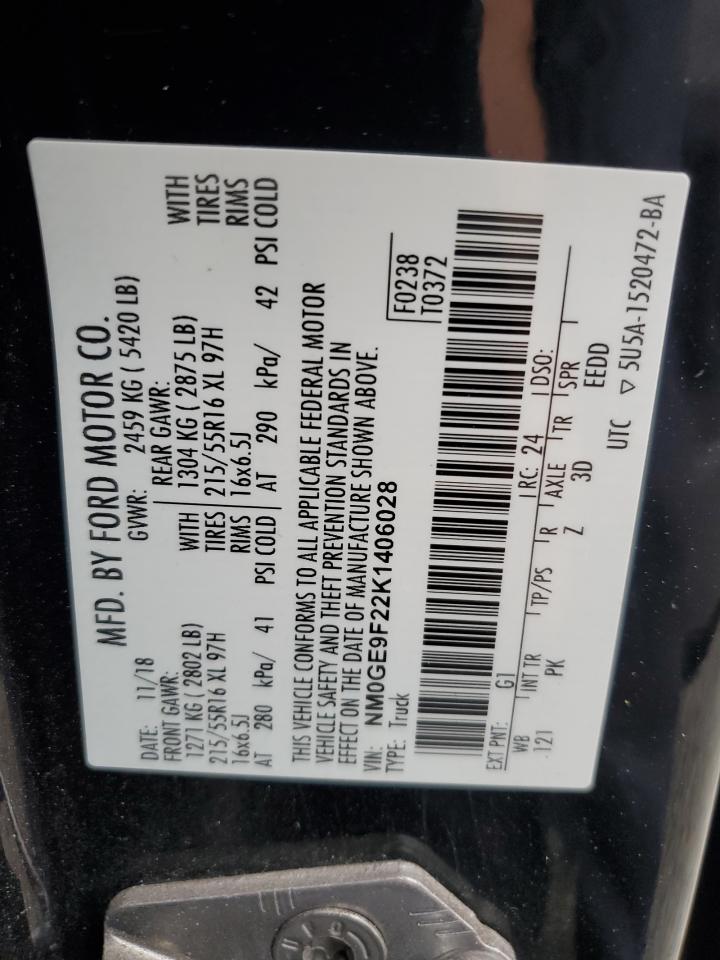 MFD. BY FORD MOTOR CO.
DATE: 11/18 GVWR: 2459 KG ( 5420 LB)
FRONT GAWR: REAR GAWR:
1271 KG ( 2802 LB) WITH 1304 KG ( 2875 LB) WITH
215/55R16 XL 97H TIRES 215/55R16 XL 97H TIRES
16x6.5J RIMS 16x6.5J RIMS
AT 280 kPa/ 41 PSI COLD AT 290 kPa/ 42 PSI COLD
THIS VEHICLE CONFORMS TO ALL APPLICABLE FEDERAL MOTOR
VEHICLE SAFETY AND THEFT PREVENTION STANDARDS IN
EFFECT ON THE DATE OF MANUFACTURE SHOWN ABOVE.
VIN: NM0GE9F22K1406028 F0238
TYPE: Truck T0372
EXT PNT: G1 RC: 24 DSO:
WB INT TR TP/PS R AXLE TR SPR
121 PK Z 3D EEDD
UTC ▽ 5U5A-1520472-BA